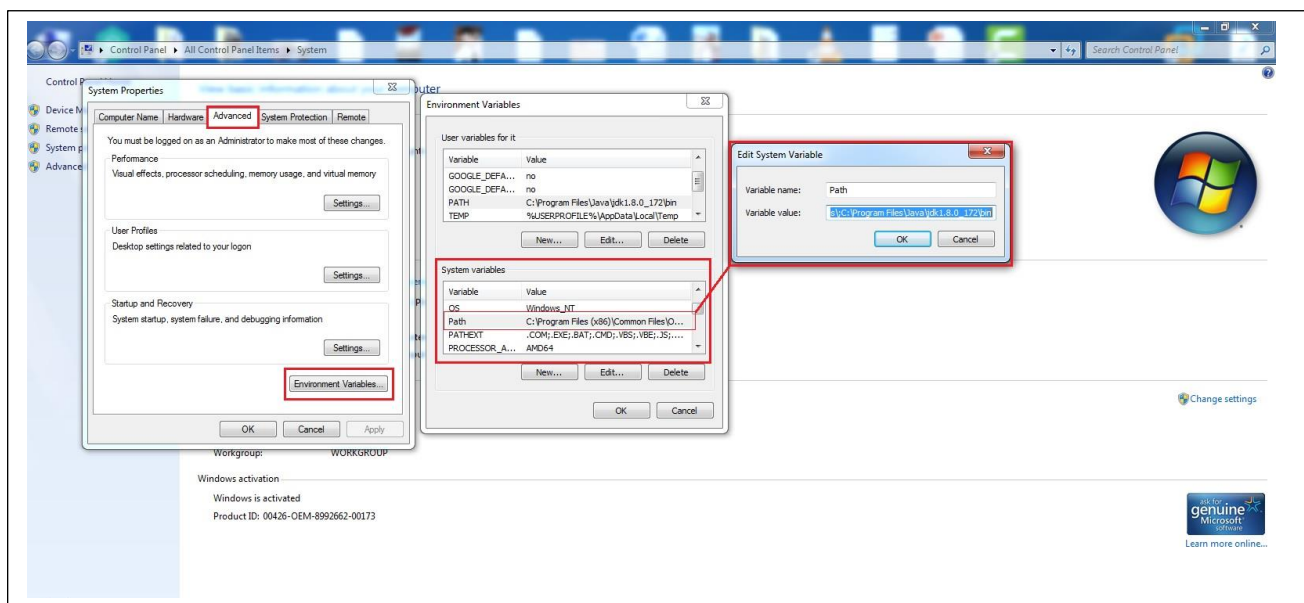 Control Panel ▸ All Control Panel Items ▸ System
Search Control Panel
Control P
Device M
Remote s
System p
Advance
System Properties
Computer Name Hardware Advanced System Protection Remote
You must be logged on as an Administrator to make most of these changes.
Performance
Visual effects, processor scheduling, memory usage, and virtual memory
Settings...
User Profiles
Desktop settings related to your logon
Settings...
Startup and Recovery
System startup, system failure, and debugging information
Settings...
Environment Variables...
OK Cancel Apply
Environment Variables
User variables for it
Variable Value
GOOGLE_DEFA... no
GOOGLE_DEFA... no
PATH C:\Program Files\Java\jdk1.8.0_172\bin
TEMP %USERPROFILE%\AppData\Local\Temp
New... Edit... Delete
System variables
Variable Value
OS Windows_NT
Path C:\Program Files (x86)\Common Files\O...
PATHEXT .COM;.EXE;.BAT;.CMD;.VBS;.VBE;.JS;....
PROCESSOR_A... AMD64
New... Edit... Delete
OK Cancel
Edit System Variable
Variable name: Path
Variable value: s\;C:\Program Files\Java\jdk1.8.0_172\bin
OK Cancel
Change settings
Workgroup: WORKGROUP
Windows activation
Windows is activated
Product ID: 00426-OEM-8992662-00173
ask for
genuine
Microsoft
software
Learn more online...